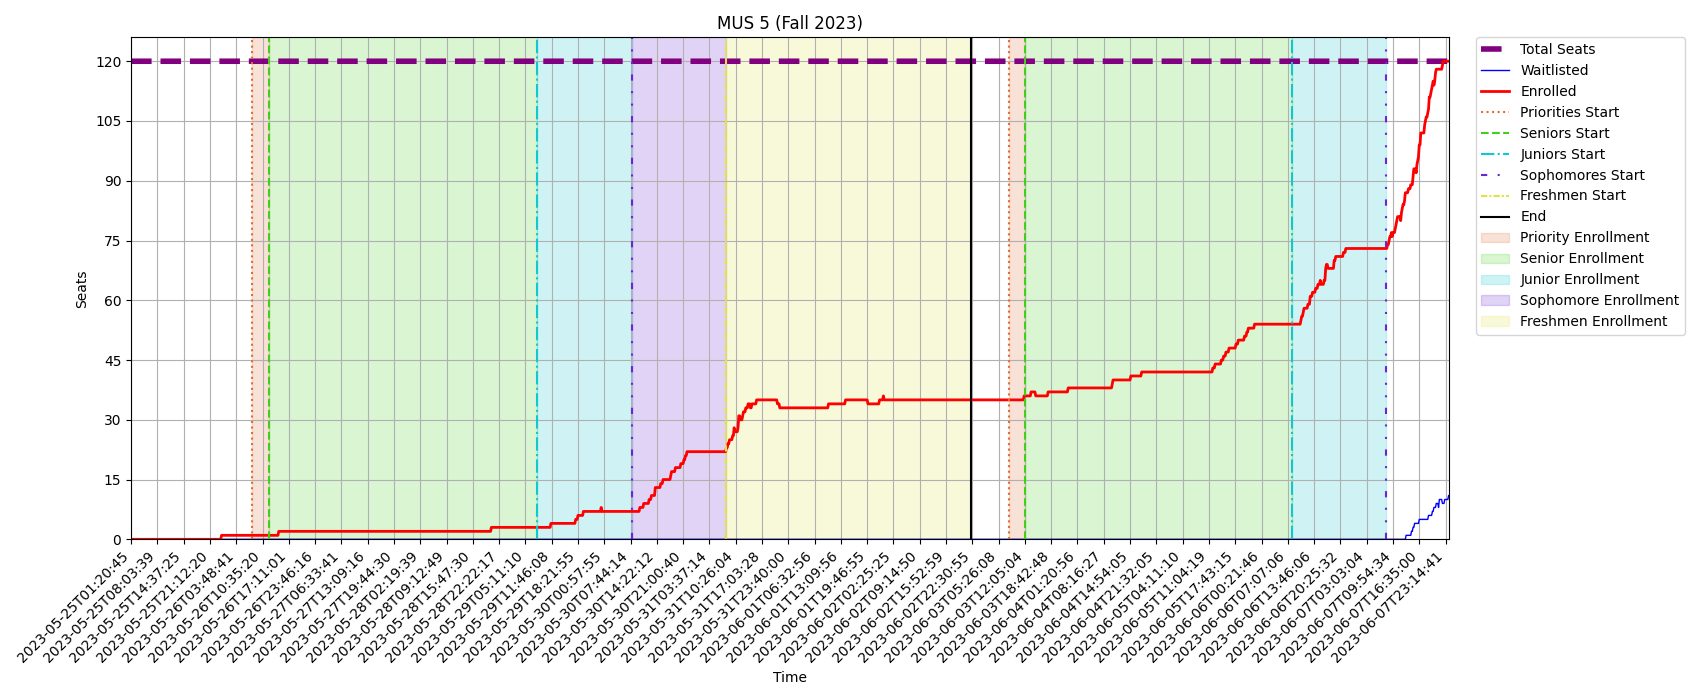 MUS 5 (Fall 2023)
120
105
90
75
60
45
30
15
0
Seats
2023-05-25T01:20:45
2023-05-25T08:03:39
2023-05-25T14:37:25
2023-05-25T21:12:20
2023-05-26T03:48:41
2023-05-26T10:35:20
2023-05-26T17:11:01
2023-05-26T23:46:16
2023-05-27T06:33:41
2023-05-27T13:09:16
2023-05-27T19:44:30
2023-05-28T02:19:39
2023-05-28T09:12:49
2023-05-28T15:47:30
2023-05-28T22:22:17
2023-05-29T05:11:10
2023-05-29T11:46:08
2023-05-29T18:21:55
2023-05-30T00:57:55
2023-05-30T07:44:14
2023-05-30T14:22:12
2023-05-30T21:00:40
2023-05-31T03:37:14
2023-05-31T10:26:04
2023-05-31T17:03:28
2023-05-31T23:40:00
2023-06-01T06:32:56
2023-06-01T13:09:56
2023-06-01T19:46:55
2023-06-02T02:25:25
2023-06-02T09:14:50
2023-06-02T15:52:59
2023-06-02T22:30:55
2023-06-03T05:26:08
2023-06-03T12:05:04
2023-06-03T18:42:48
2023-06-04T01:20:56
2023-06-04T08:16:27
2023-06-04T14:54:05
2023-06-04T21:32:05
2023-06-05T04:11:10
2023-06-05T11:04:19
2023-06-05T17:43:15
2023-06-06T00:21:46
2023-06-06T07:07:06
2023-06-06T13:46:06
2023-06-06T20:25:32
2023-06-07T03:03:04
2023-06-07T09:54:34
2023-06-07T16:35:00
2023-06-07T23:14:41
Time
Total Seats
Waitlisted
Enrolled
Priorities Start
Seniors Start
Juniors Start
Sophomores Start
Freshmen Start
End
Priority Enrollment
Senior Enrollment
Junior Enrollment
Sophomore Enrollment
Freshmen Enrollment